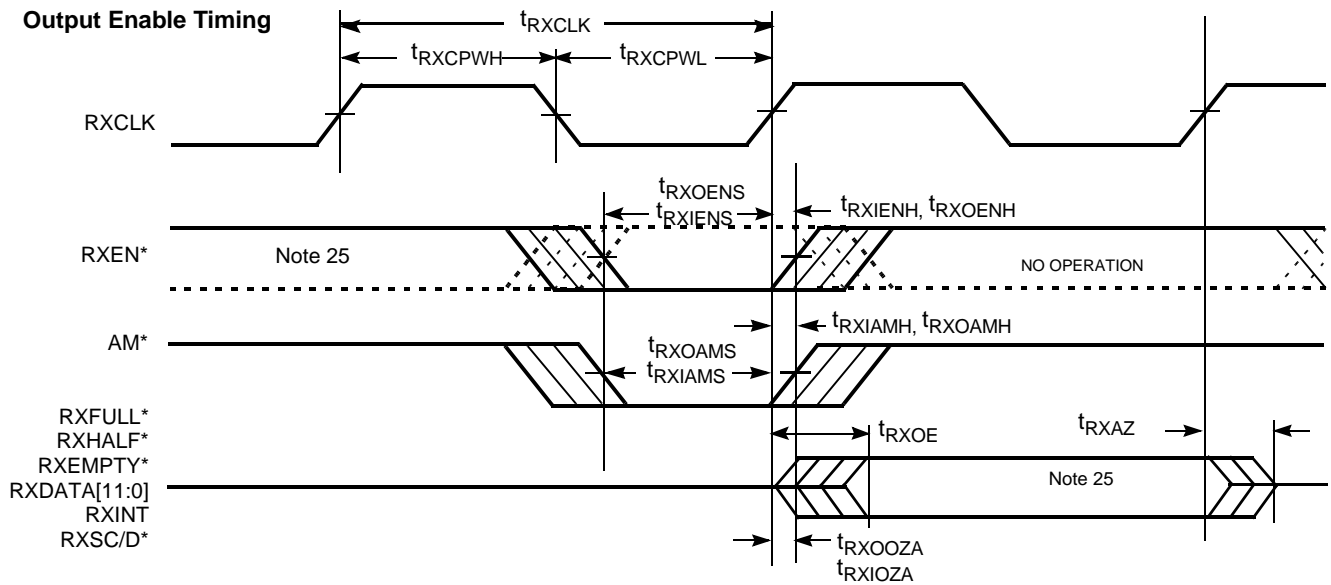 Output Enable Timing
tRXCLK
tRXCPWH
tRXCPWL
RXCLK
tRXOENS
tRXIENS
tRXIENH, tRXOENH
RXEN*
Note 25
NO OPERATION
tRXIAMH, tRXOAMH
AM*
tRXOAMS
tRXIAMS
RXFULL*
RXHALF*
RXEMPTY*
RXDATA[11:0]
RXINT
RXSC/D*
tRXOE
tRXAZ
Note 25
tRXOOZA
tRXIOZA